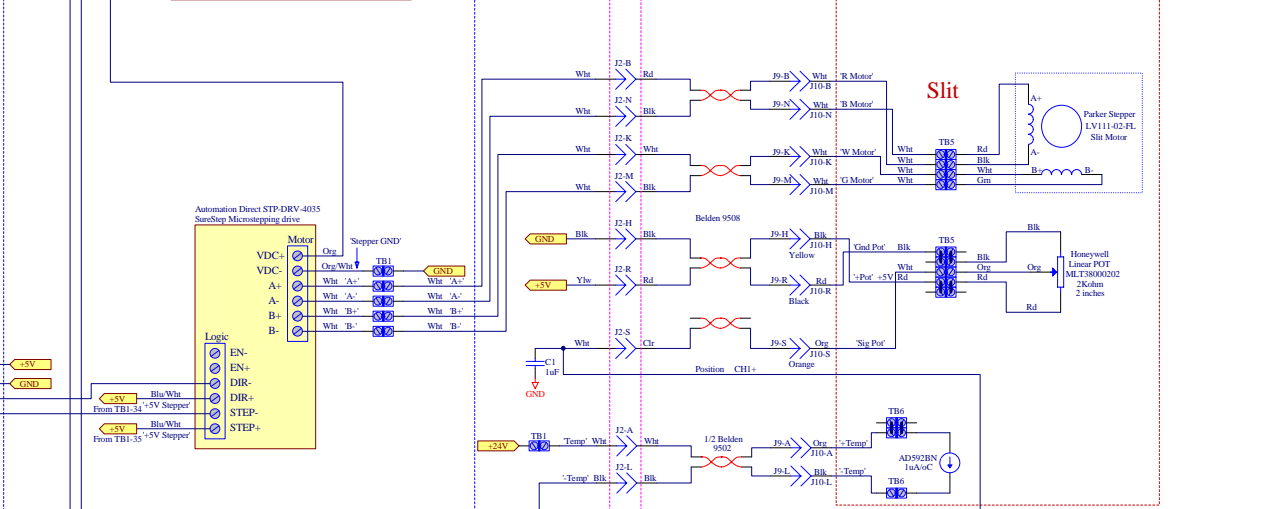 Slit
J2-B
Wht
Rd
J9-B
Wht
'R Motor'
J10-B
J2-N
Wht
Blk
J9-N
Wht
'B Motor'
J10-N
A+
A-
B+
B-
Parker Stepper
LV111-02-FL
Slit Motor
J2-K
Wht
Wht
J9-K
Wht
'W Motor'
J10-K
J2-M
Wht
Blk
J9-M
Wht
'G Motor'
J10-M
TB5
Wht
Rd
Wht
Blk
Wht
Wht
Wht
Grn
Automation Direct STP-DRV-4035
SureStep Microstepping drive
Motor
VDC+
Org
'Stepper GND'
VDC-
Org/Wht
TB1
GND
A+
Wht
'A+'
Wht
'A+'
A-
Wht
'A-'
Wht
'A-'
B+
Wht
'B+'
Wht
'B+'
B-
Wht
'B-'
Wht
'B-'
Logic
EN-
EN+
DIR-
DIR+
STEP-
STEP+
+5V
GND
+5V
Blu/Wht
From TB1-34
'+5V Stepper'
+5V
Blu/Wht
From TB1-35
'+5V Stepper'
Belden 9508
GND
Blk
J2-H
Blk
J9-H
Blk
J10-H
Yellow
'Gnd Pot'
Blk
+5V
Ylw
J2-R
Rd
J9-R
Rd
J10-R
Black
'+Pot'
+5V
Wht
Rd
TB5
Blk
Org
Rd
Blk
Org
Rd
Honeywell
Linear POT
MLT38000202
2Kohm
2 inches
Wht
J2-S
Clr
J9-S
Org
J10-S
Orange
'Sig Pot'
C1
1uF
GND
Position
CH1+
+24V
TB1
'Temp'
Wht
J2-A
Wht
1/2 Belden
9502
J9-A
Org
J10-A
'+Temp'
TB6
'-Temp'
Blk
J2-L
Blk
J9-L
Blk
J10-L
'-Temp'
TB6
AD592BN
1uA/oC